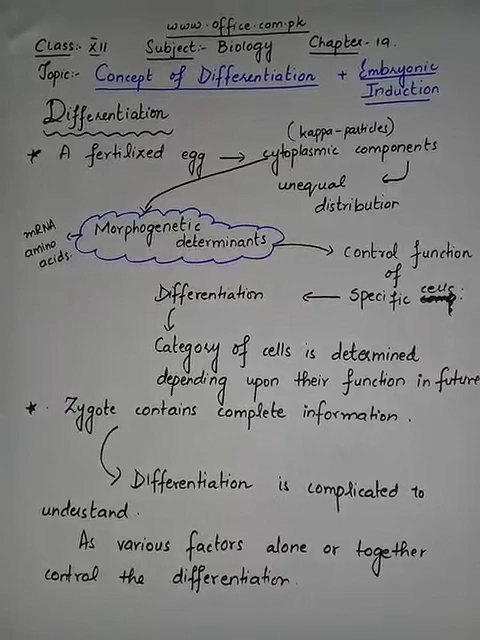 www.office.com.pk
Class:- XII Subject:- Biology Chapter- 19.
Topic:- Concept of Differentiation + Embryonic
Induction
Differentiation
(kappa-particles)
* A fertilized egg → cytoplasmic components
unequal
distribution
mRNA
amino
acids.
Morphogenetic
determinants
control function
of
Differentiation ← Specific cells:
Category of cells is determined
depending upon their function in future
* Zygote contains complete information.
Differentiation is complicated to
understand.
As various factors alone or together
control the differentiation.